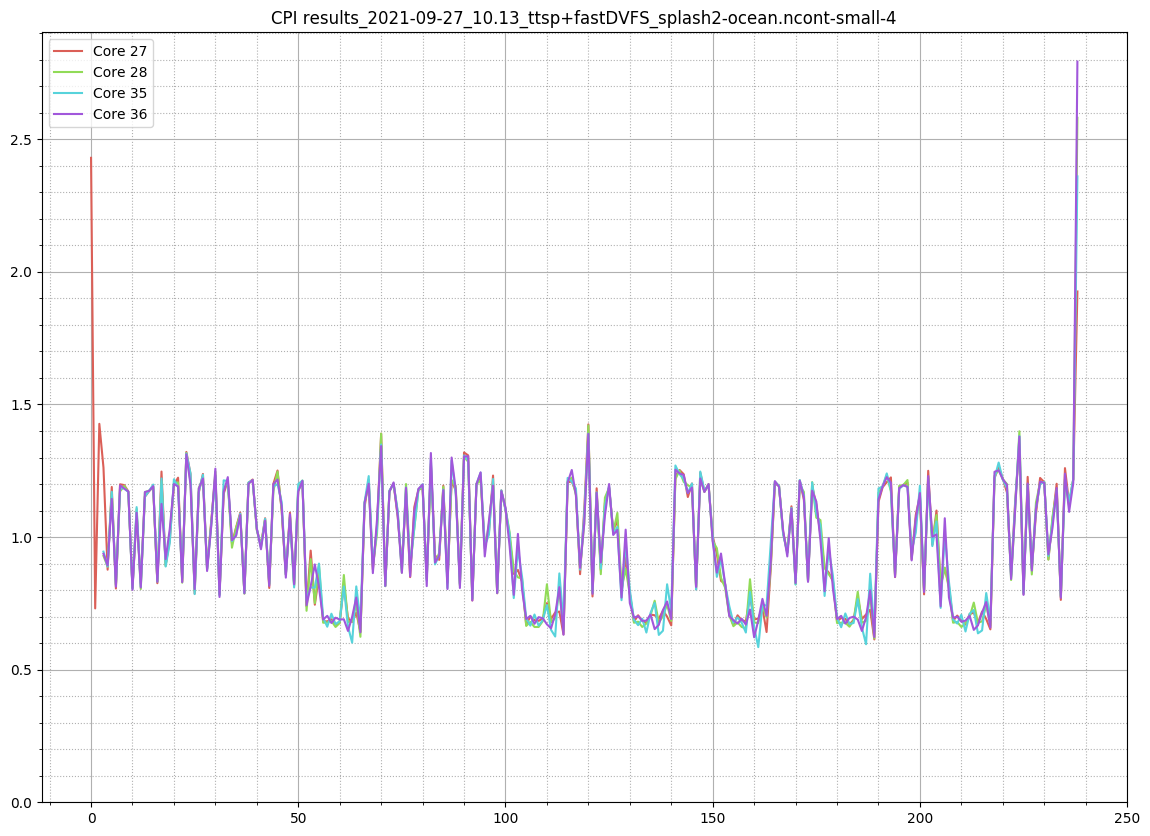 CPI results_2021-09-27_10.13_ttsp+fastDVFS_splash2-ocean.ncont-small-4
Core 27
Core 28
Core 35
Core 36
2.5
2.0
1.5
1.0
0.5
0.0
0 50 100 150 200 250